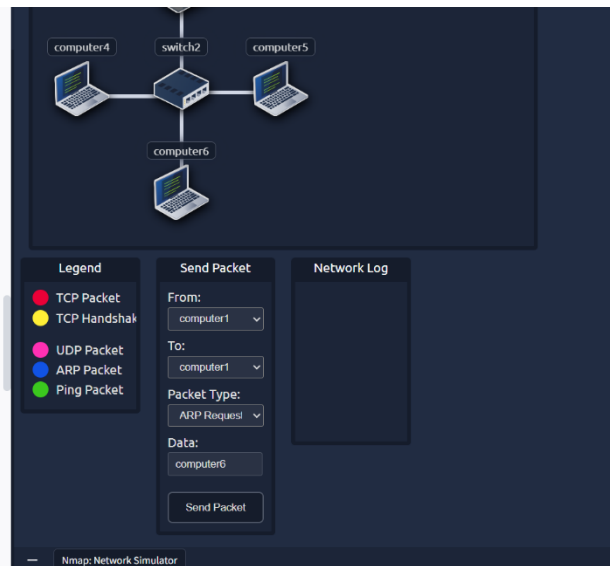 computer4
switch2
computer5
computer6
Legend
TCP Packet
TCP Handshak
UDP Packet
ARP Packet
Ping Packet
Send Packet
From:
computer1
To:
computer1
Packet Type:
ARP Request
Data:
computer6
Send Packet
Network Log
Nmap: Network Simulator